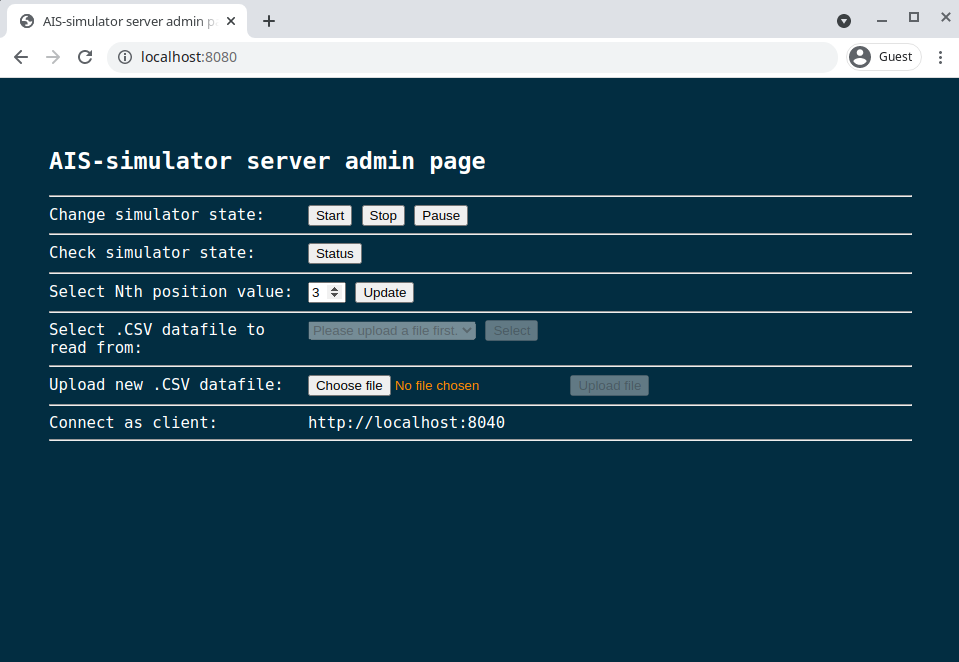 AIS-simulator server admin p
localhost:8080
Guest
AIS-simulator server admin page
Change simulator state: Start Stop Pause
Check simulator state: Status
Select Nth position value: 3 Update
Select .CSV datafile to Please upload a file first. Select
read from:
Upload new .CSV datafile: Choose file No file chosen Upload file
Connect as client: http://localhost:8040